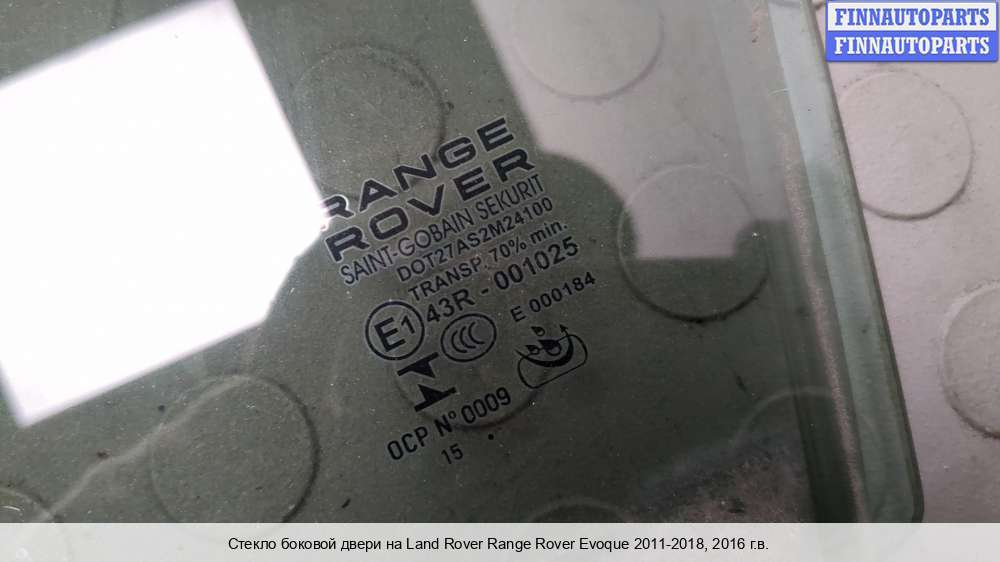 FINNAUTOPARTS
FINNAUTOPARTS
RANGE
ROVER
SAINT-GOBAIN SEKURIT
DOT27AS2M24100
TRANSP. 70% min.
E1 43R - 001025
CCC E 000184
OCP N° 0009
15 •
Стекло боковой двери на Land Rover Range Rover Evoque 2011-2018, 2016 г.в.